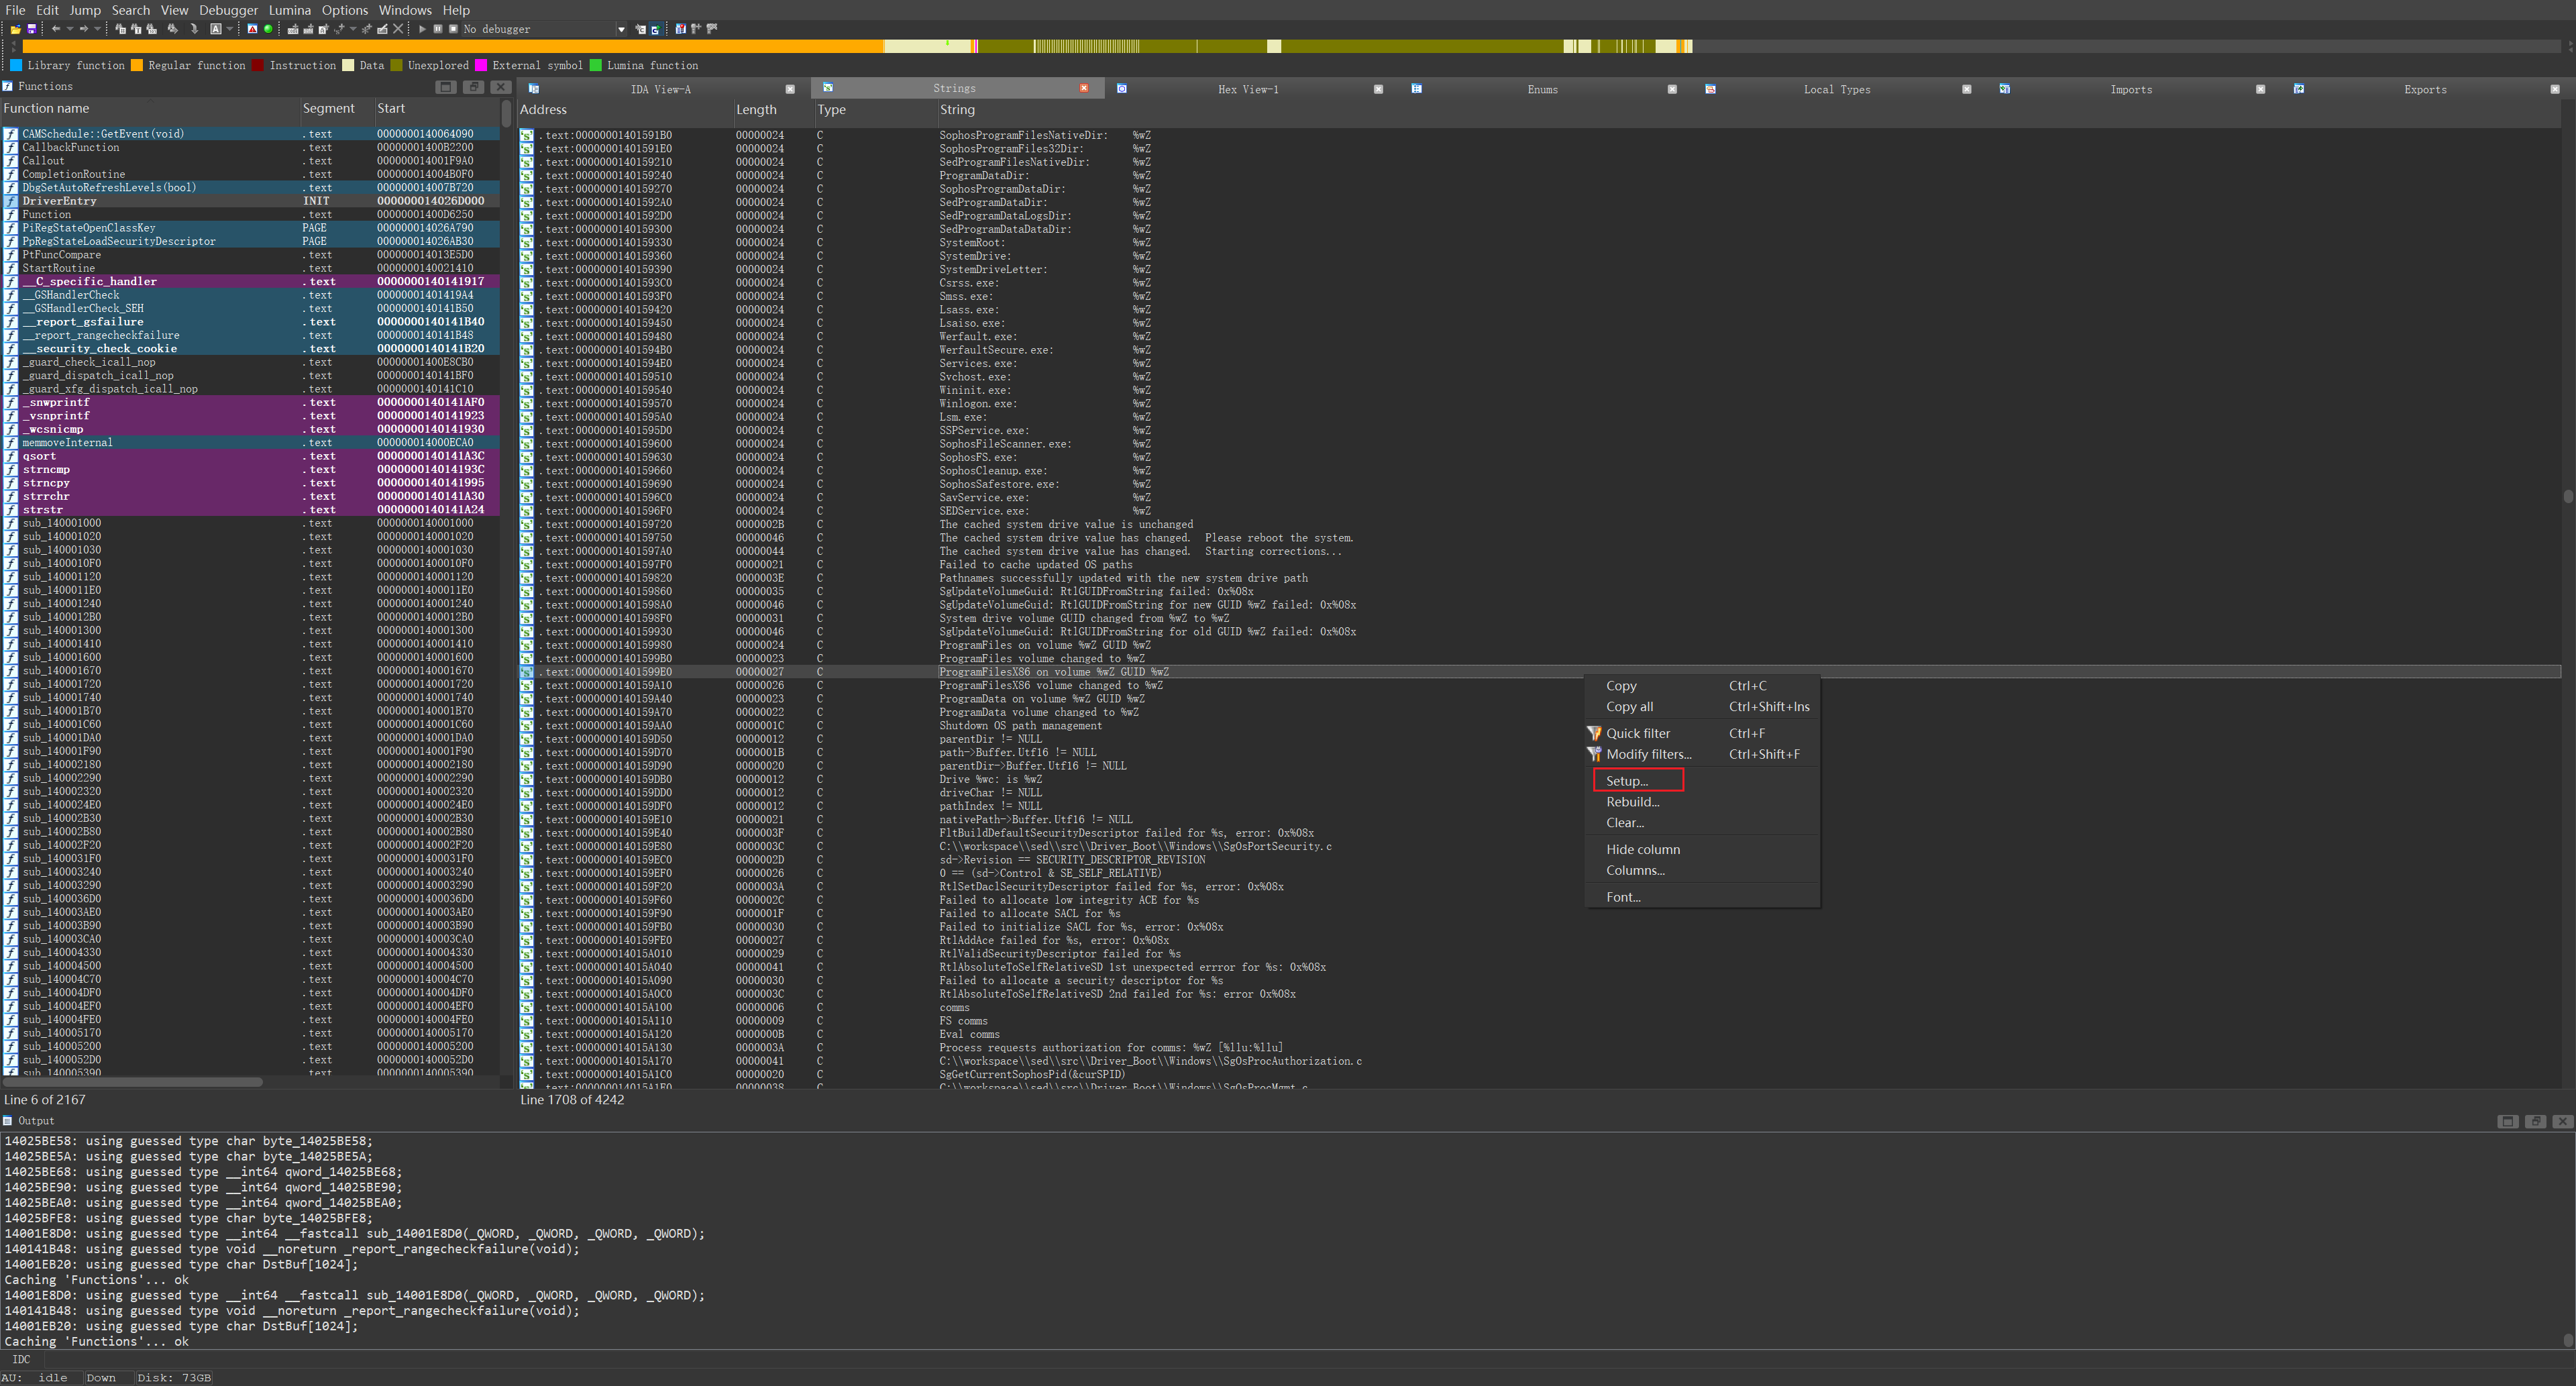 File Edit Jump Search View Debugger Lumina Options Windows Help
No debugger
Library function Regular function Instruction Data Unexplored External symbol Lumina function
Functions
Function name Segment Start
CAMSchedule::GetEvent(void) .text 0000000140064090
CallbackFunction .text 00000001400B2200
Callout .text 000000014001F9A0
CompletionRoutine .text 000000014004B0F0
DbgSetAutoRefreshLevels(bool) .text 000000014007B720
DriverEntry INIT 000000014026D000
Function .text 00000001400D6250
PiRegStateOpenClassKey PAGE 000000014026A790
PpRegStateLoadSecurityDescriptor PAGE 000000014026AB30
PtFuncCompare .text 000000014013E5D0
StartRoutine .text 0000000140021410
__C_specific_handler .text 0000000140141917
__GSHandlerCheck .text 00000001401419A4
__GSHandlerCheck_SEH .text 0000000140141B50
__report_gsfailure .text 0000000140141B40
__report_rangecheckfailure .text 0000000140141B48
__security_check_cookie .text 0000000140141B20
_guard_check_icall_nop .text 00000001400E8CB0
_guard_dispatch_icall_nop .text 0000000140141BF0
_guard_xfg_dispatch_icall_nop .text 0000000140141C10
_snwprintf .text 0000000140141AF0
_vsnprintf .text 0000000140141923
_wcsnicmp .text 0000000140141930
memmoveInternal .text 000000014000ECA0
qsort .text 0000000140141A3C
strncmp .text 000000014014193C
strncpy .text 0000000140141995
strrchr .text 0000000140141A30
strstr .text 0000000140141A24
sub_140001000 .text 0000000140001000
sub_140001020 .text 0000000140001020
sub_140001030 .text 0000000140001030
sub_1400010F0 .text 00000001400010F0
sub_140001120 .text 0000000140001120
sub_1400011E0 .text 00000001400011E0
sub_140001240 .text 0000000140001240
sub_1400012B0 .text 00000001400012B0
sub_140001300 .text 0000000140001300
sub_140001410 .text 0000000140001410
sub_140001600 .text 0000000140001600
sub_140001670 .text 0000000140001670
sub_140001720 .text 0000000140001720
sub_140001740 .text 0000000140001740
sub_140001B70 .text 0000000140001B70
sub_140001C60 .text 0000000140001C60
sub_140001DA0 .text 0000000140001DA0
sub_140001F90 .text 0000000140001F90
sub_140002180 .text 0000000140002180
sub_140002290 .text 0000000140002290
sub_140002320 .text 0000000140002320
sub_1400024E0 .text 00000001400024E0
sub_140002B30 .text 0000000140002B30
sub_140002B80 .text 0000000140002B80
sub_140002F20 .text 0000000140002F20
sub_1400031F0 .text 00000001400031F0
sub_140003240 .text 0000000140003240
sub_140003290 .text 0000000140003290
sub_1400036D0 .text 00000001400036D0
sub_140003AE0 .text 0000000140003AE0
sub_140003B90 .text 0000000140003B90
sub_140003CA0 .text 0000000140003CA0
sub_140004330 .text 0000000140004330
sub_140004500 .text 0000000140004500
sub_140004C70 .text 0000000140004C70
sub_140004DF0 .text 0000000140004DF0
sub_140004EF0 .text 0000000140004EF0
sub_140004FE0 .text 0000000140004FE0
sub_140005170 .text 0000000140005170
sub_140005200 .text 0000000140005200
sub_1400052D0 .text 00000001400052D0
sub_140005390 .text 0000000140005390
Line 6 of 2167
IDA View-A Strings Hex View-1 Enums Local Types Imports Exports
Address Length Type String
.text:00000001401591B0 00000024 C SophosProgramFilesNativeDir: %wZ
.text:00000001401591E0 00000024 C SophosProgramFiles32Dir: %wZ
.text:0000000140159210 00000024 C SedProgramFilesNativeDir: %wZ
.text:0000000140159240 00000024 C ProgramDataDir: %wZ
.text:0000000140159270 00000024 C SophosProgramDataDir: %wZ
.text:00000001401592A0 00000024 C SedProgramDataDir: %wZ
.text:00000001401592D0 00000024 C SedProgramDataLogsDir: %wZ
.text:0000000140159300 00000024 C SedProgramDataDataDir: %wZ
.text:0000000140159330 00000024 C SystemRoot: %wZ
.text:0000000140159360 00000024 C SystemDrive: %wZ
.text:0000000140159390 00000024 C SystemDriveLetter: %wZ
.text:00000001401593C0 00000024 C Csrss.exe: %wZ
.text:00000001401593F0 00000024 C Smss.exe: %wZ
.text:0000000140159420 00000024 C Lsass.exe: %wZ
.text:0000000140159450 00000024 C Lsaiso.exe: %wZ
.text:0000000140159480 00000024 C Werfault.exe: %wZ
.text:00000001401594B0 00000024 C WerfaultSecure.exe: %wZ
.text:00000001401594E0 00000024 C Services.exe: %wZ
.text:0000000140159510 00000024 C Svchost.exe: %wZ
.text:0000000140159540 00000024 C Wininit.exe: %wZ
.text:0000000140159570 00000024 C Winlogon.exe: %wZ
.text:00000001401595A0 00000024 C Lsm.exe: %wZ
.text:00000001401595D0 00000024 C SSPService.exe: %wZ
.text:0000000140159600 00000024 C SophosFileScanner.exe: %wZ
.text:0000000140159630 00000024 C SophosFS.exe: %wZ
.text:0000000140159660 00000024 C SophosCleanup.exe: %wZ
.text:0000000140159690 00000024 C SophosSafestore.exe: %wZ
.text:00000001401596C0 00000024 C SavService.exe: %wZ
.text:00000001401596F0 00000024 C SEDService.exe: %wZ
.text:0000000140159720 0000002B C The cached system drive value is unchanged
.text:0000000140159750 00000046 C The cached system drive value has changed.  Please reboot the system.
.text:00000001401597A0 00000044 C The cached system drive value has changed.  Starting corrections...
.text:00000001401597F0 00000021 C Failed to cache updated OS paths
.text:0000000140159820 0000003E C Pathnames successfully updated with the new system drive path
.text:0000000140159860 00000035 C SgUpdateVolumeGuid: RtlGUIDFromString failed: 0x%08x
.text:00000001401598A0 00000046 C SgUpdateVolumeGuid: RtlGUIDFromString for new GUID %wZ failed: 0x%08x
.text:00000001401598F0 00000031 C System drive volume GUID changed from %wZ to %wZ
.text:0000000140159930 00000046 C SgUpdateVolumeGuid: RtlGUIDFromString for old GUID %wZ failed: 0x%08x
.text:0000000140159980 00000024 C ProgramFiles on volume %wZ GUID %wZ
.text:00000001401599B0 00000023 C ProgramFiles volume changed to %wZ
.text:00000001401599E0 00000027 C ProgramFilesX86 on volume %wZ GUID %wZ
.text:0000000140159A10 00000026 C ProgramFilesX86 volume changed to %wZ
.text:0000000140159A40 00000023 C ProgramData on volume %wZ GUID %wZ
.text:0000000140159A70 00000022 C ProgramData volume changed to %wZ
.text:0000000140159AA0 0000001C C Shutdown OS path management
.text:0000000140159D50 00000012 C parentDir != NULL
.text:0000000140159D70 0000001B C path->Buffer.Utf16 != NULL
.text:0000000140159D90 00000020 C parentDir->Buffer.Utf16 != NULL
.text:0000000140159DB0 00000012 C Drive %wc: is %wZ
.text:0000000140159DD0 00000012 C driveChar != NULL
.text:0000000140159DF0 00000012 C pathIndex != NULL
.text:0000000140159E10 00000021 C nativePath->Buffer.Utf16 != NULL
.text:0000000140159E40 0000003F C FltBuildDefaultSecurityDescriptor failed for %s, error: 0x%08x
.text:0000000140159E80 0000003C C C:\\workspace\\sed\\src\\Driver_Boot\\Windows\\SgOsPortSecurity.c
.text:0000000140159EC0 0000002D C sd->Revision == SECURITY_DESCRIPTOR_REVISION
.text:0000000140159EF0 00000026 C 0 == (sd->Control & SE_SELF_RELATIVE)
.text:0000000140159F20 0000003A C RtlSetDaclSecurityDescriptor failed for %s, error: 0x%08x
.text:0000000140159F60 0000002C C Failed to allocate low integrity ACE for %s
.text:0000000140159F90 0000001F C Failed to allocate SACL for %s
.text:0000000140159FB0 00000030 C Failed to initialize SACL for %s, error: 0x%08x
.text:0000000140159FE0 00000027 C RtlAddAce failed for %s, error: 0x%08x
.text:000000014015A010 00000029 C RtlValidSecurityDescriptor failed for %s
.text:000000014015A040 00000041 C RtlAbsoluteToSelfRelativeSD 1st unexpected errror for %s: 0x%08x
.text:000000014015A090 00000030 C Failed to allocate a security descriptor for %s
.text:000000014015A0C0 0000003C C RtlAbsoluteToSelfRelativeSD 2nd failed for %s: error 0x%08x
.text:000000014015A100 00000006 C comms
.text:000000014015A110 00000009 C FS comms
.text:000000014015A120 0000000B C Eval comms
.text:000000014015A130 0000003A C Process requests authorization for comms: %wZ [%llu:%llu]
.text:000000014015A170 00000041 C C:\\workspace\\sed\\src\\Driver_Boot\\Windows\\SgOsProcAuthorization.c
.text:000000014015A1C0 00000020 C SgGetCurrentSophosPid(&curSPID)
.text:000000014015A1E0 00000038 C C:\\workspace\\sed\\src\\Driver_Boot\\Windows\\SgOsProcMgmt.c
Line 1708 of 4242
Copy Ctrl+C
Copy all Ctrl+Shift+Ins
Quick filter Ctrl+F
Modify filters... Ctrl+Shift+F
Setup...
Rebuild...
Clear...
Hide column
Columns...
Font...
Output
14025BE58: using guessed type char byte_14025BE58;
14025BE5A: using guessed type char byte_14025BE5A;
14025BE68: using guessed type __int64 qword_14025BE68;
14025BE90: using guessed type __int64 qword_14025BE90;
14025BEA0: using guessed type __int64 qword_14025BEA0;
14025BFE8: using guessed type char byte_14025BFE8;
14001E8D0: using guessed type __int64 __fastcall sub_14001E8D0(_QWORD, _QWORD, _QWORD, _QWORD);
140141B48: using guessed type void __noreturn _report_rangecheckfailure(void);
14001EB20: using guessed type char DstBuf[1024];
Caching 'Functions'... ok
14001E8D0: using guessed type __int64 __fastcall sub_14001E8D0(_QWORD, _QWORD, _QWORD, _QWORD);
140141B48: using guessed type void __noreturn _report_rangecheckfailure(void);
14001EB20: using guessed type char DstBuf[1024];
Caching 'Functions'... ok
IDC
AU: idle Down Disk: 73GB